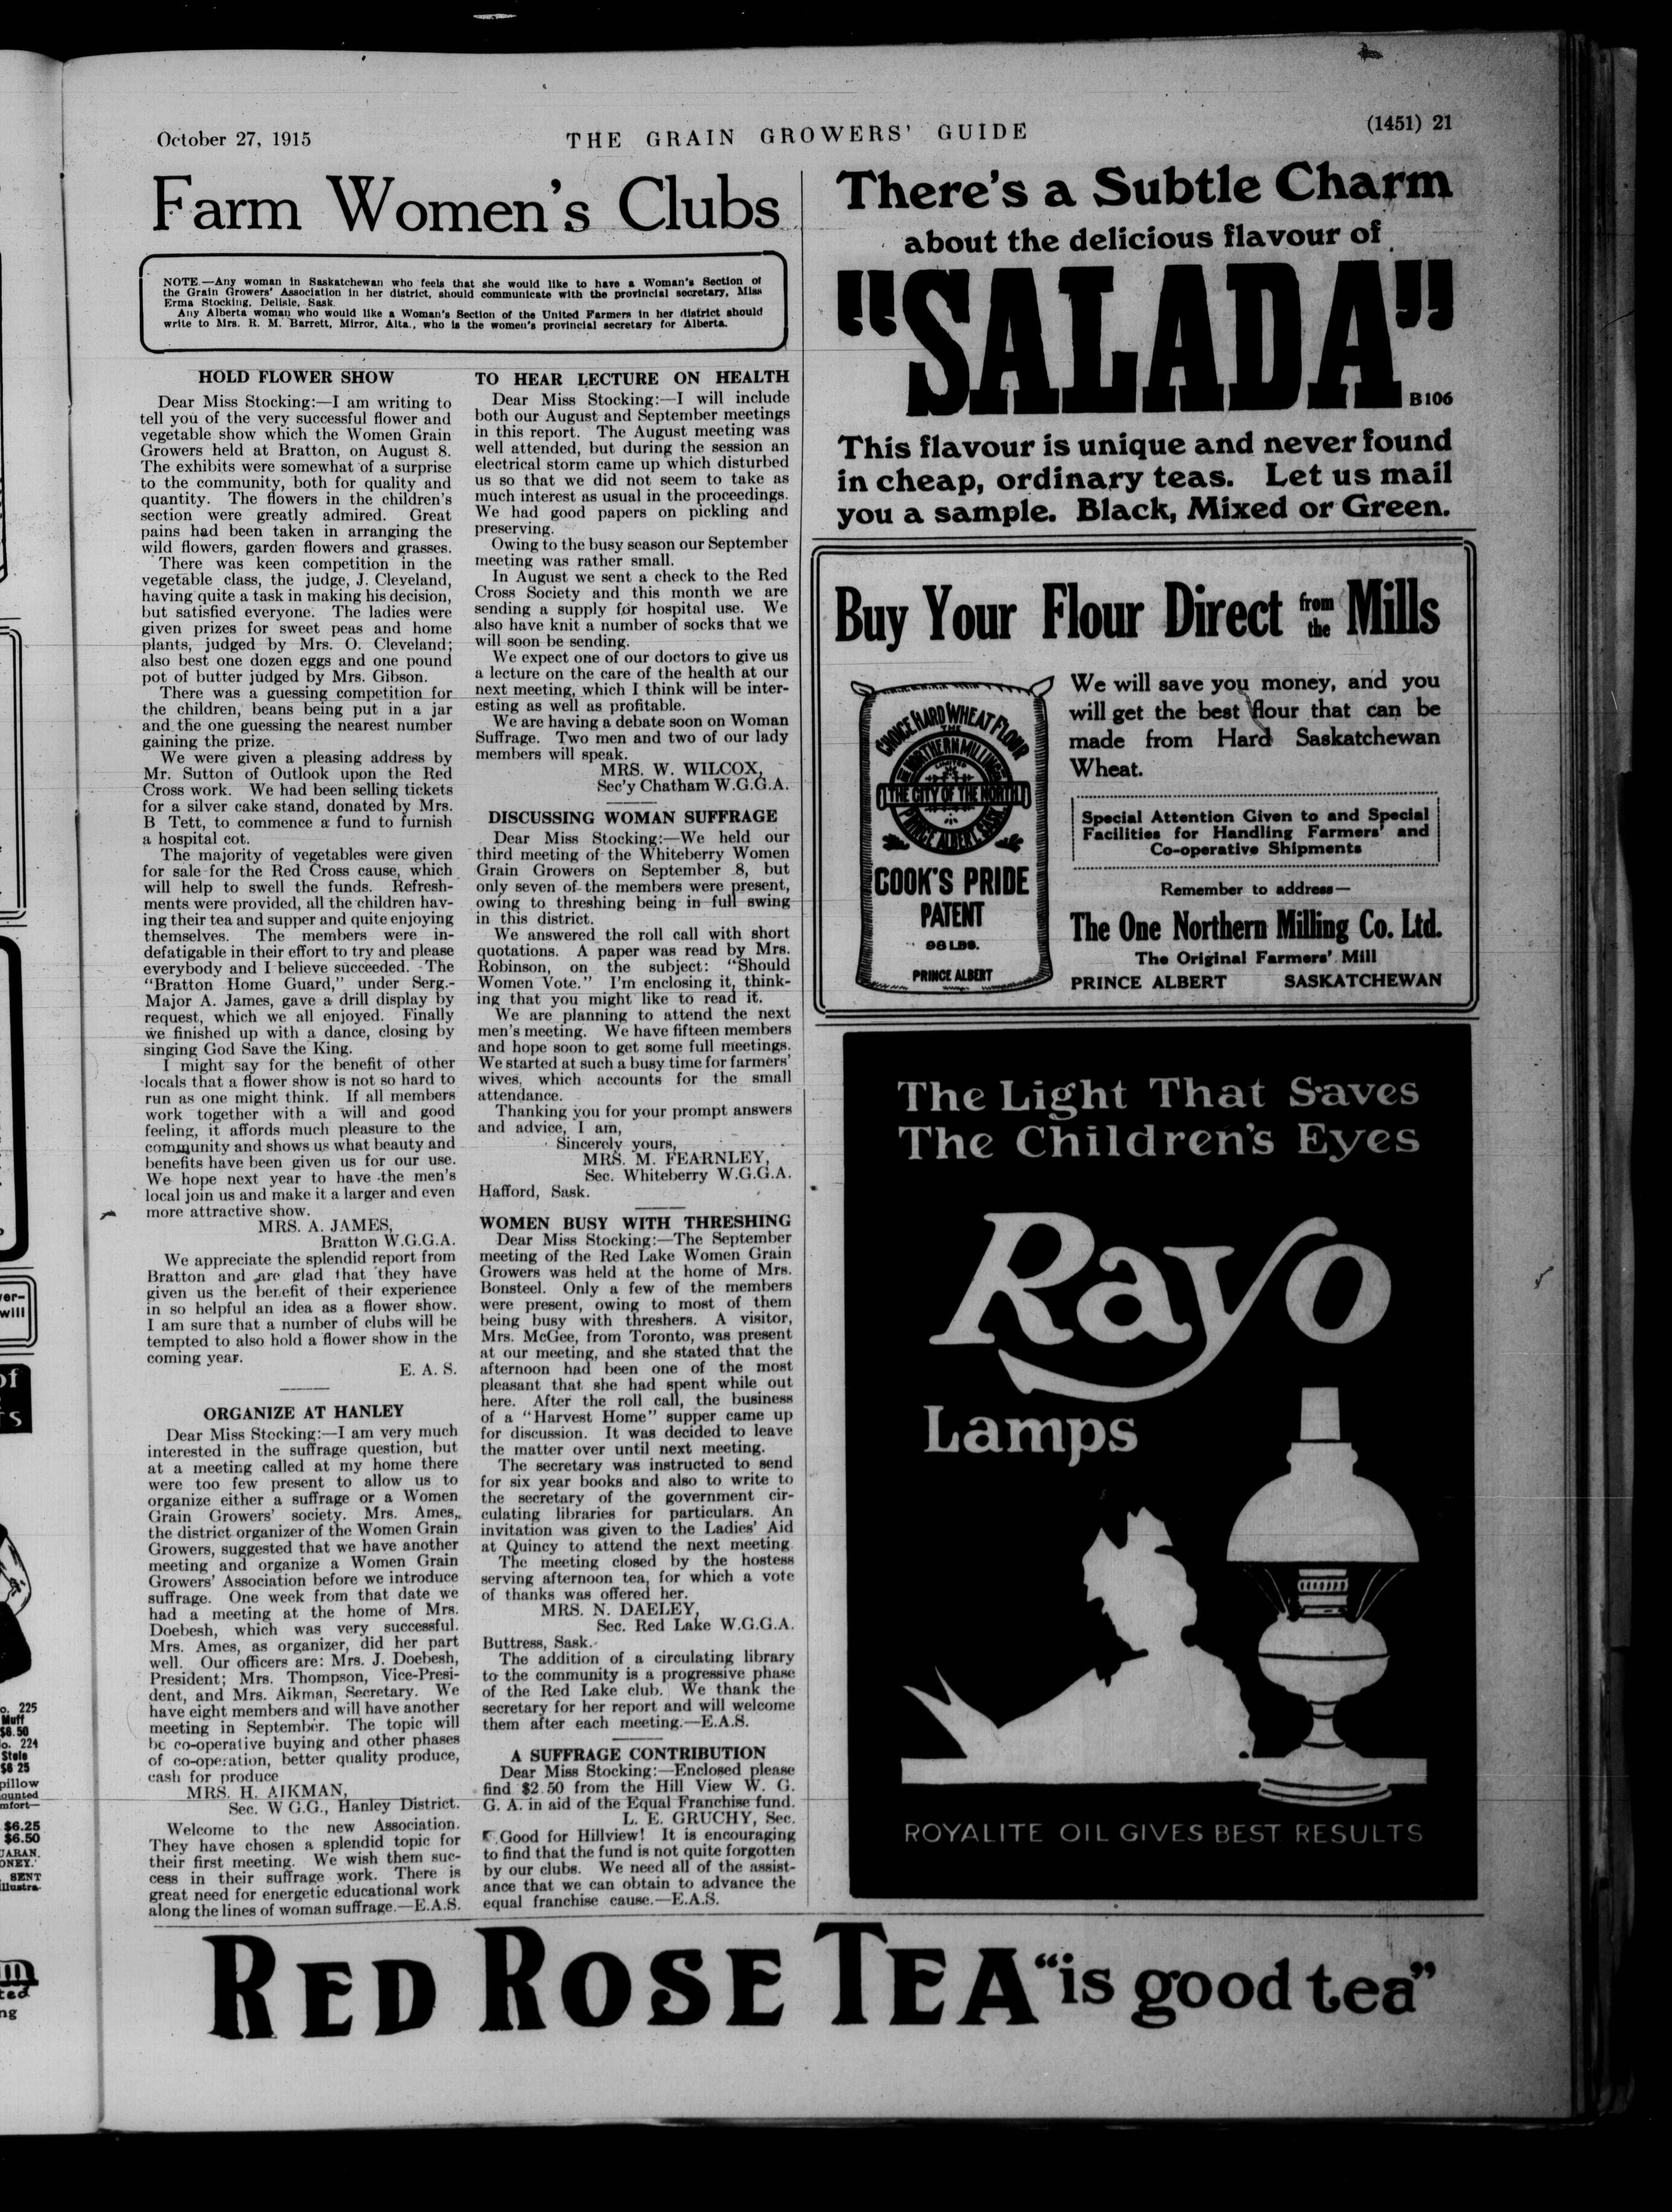 October 27, 1915
THE GRAIN GROWERS' GUIDE
(1451) 21
Farm Women's Clubs
NOTE.—Any woman in Saskatchewan who feels that she would like to have a Woman's Section of
the Grain Growers' Association in her district, should communicate with the provincial secretary, Miss
Erma Stocking, Delisle, Sask.
Any Alberta woman who would like a Woman's Section of the United Farmers in her district should
write to Mrs. R. M. Barrett, Mirror, Alta., who is the women's provincial secretary for Alberta.
HOLD FLOWER SHOW
Dear Miss Stocking:—I am writing to
tell you of the very successful flower and
vegetable show which the Women Grain
Growers held at Bratton, on August 8.
The exhibits were somewhat of a surprise
to the community, both for quality and
quantity. The flowers in the children's
section were greatly admired. Great
pains had been taken in arranging the
wild flowers, garden flowers and grasses.
There was keen competition in the
vegetable class, the judge, J. Cleveland,
having quite a task in making his decision,
but satisfied everyone. The ladies were
given prizes for sweet peas and home
plants, judged by Mrs. O. Cleveland;
also best one dozen eggs and one pound
pot of butter judged by Mrs. Gibson.
There was a guessing competition for
the children, beans being put in a jar
and the one guessing the nearest number
gaining the prize.
We were given a pleasing address by
Mr. Sutton of Outlook upon the Red
Cross work. We had been selling tickets
for a silver cake stand, donated by Mrs.
B Tett, to commence a fund to furnish
a hospital cot.
The majority of vegetables were given
for sale for the Red Cross cause, which
will help to swell the funds. Refresh-
ments were provided, all the children hav-
ing their tea and supper and quite enjoying
themselves. The members were in-
defatigable in their effort to try and please
everybody and I believe succeeded. The
"Bratton Home Guard," under Serg.-
Major A. James, gave a drill display by
request, which we all enjoyed. Finally
we finished up with a dance, closing by
singing God Save the King.
I might say for the benefit of other
locals that a flower show is not so hard to
run as one might think. If all members
work together with a will and good
feeling, it affords much pleasure to the
community and shows us what beauty and
benefits have been given us for our use.
We hope next year to have the men's
local join us and make it a larger and even
more attractive show.
MRS. A. JAMES,
Bratton W.G.G.A.
We appreciate the splendid report from
Bratton and are glad that they have
given us the benefit of their experience
in so helpful an idea as a flower show.
I am sure that a number of clubs will be
tempted to also hold a flower show in the
coming year.
E. A. S.
ORGANIZE AT HANLEY
Dear Miss Stocking:—I am very much
interested in the suffrage question, but
at a meeting called at my home there
were too few present to allow us to
organize either a suffrage or a Women
Grain Growers' society. Mrs. Ames,
the district organizer of the Women Grain
Growers, suggested that we have another
meeting and organize a Women Grain
Growers' Association before we introduce
suffrage. One week from that date we
had a meeting at the home of Mrs.
Doebesh, which was very successful.
Mrs. Ames, as organizer, did her part
well. Our officers are: Mrs. J. Doebesh,
President; Mrs. Thompson, Vice-Presi-
dent, and Mrs. Aikman, Secretary. We
have eight members and will have another
meeting in September. The topic will
be co-operative buying and other phases
of co-operation, better quality produce,
cash for produce
MRS. H. AIKMAN,
Sec. W G.G., Hanley District.
Welcome to the new Association.
They have chosen a splendid topic for
their first meeting. We wish them suc-
cess in their suffrage work. There is
great need for energetic educational work
along the lines of woman suffrage.—E.A.S.
TO HEAR LECTURE ON HEALTH
Dear Miss Stocking:—I will include
both our August and September meetings
in this report. The August meeting was
well attended, but during the session an
electrical storm came up which disturbed
us so that we did not seem to take as
much interest as usual in the proceedings.
We had good papers on pickling and
preserving.
Owing to the busy season our September
meeting was rather small.
In August we sent a check to the Red
Cross Society and this month we are
sending a supply for hospital use. We
also have knit a number of socks that we
will soon be sending.
We expect one of our doctors to give us
a lecture on the care of the health at our
next meeting, which I think will be inter-
esting as well as profitable.
We are having a debate soon on Woman
Suffrage. Two men and two of our lady
members will speak.
MRS. W. WILCOX,
Sec'y Chatham W.G.G.A.
DISCUSSING WOMAN SUFFRAGE
Dear Miss Stocking:—We held our
third meeting of the Whiteberry Women
Grain Growers on September 8, but
only seven of the members were present,
owing to threshing being in full swing
in this district.
We answered the roll call with short
quotations. A paper was read by Mrs.
Robinson, on the subject: "Should
Women Vote." I'm enclosing it, think-
ing that you might like to read it.
We are planning to attend the next
men's meeting. We have fifteen members
and hope soon to get some full meetings.
We started at such a busy time for farmers'
wives, which accounts for the small
attendance.
Thanking you for your prompt answers
and advice, I am,
Sincerely yours,
MRS. M. FEARNLEY,
Sec. Whiteberry W.G.G.A.
Hafford, Sask.
WOMEN BUSY WITH THRESHING
Dear Miss Stocking:—The September
meeting of the Red Lake Women Grain
Growers was held at the home of Mrs.
Bonsteel. Only a few of the members
were present, owing to most of them
being busy with threshers. A visitor,
Mrs. McGee, from Toronto, was present
at our meeting, and she stated that the
afternoon had been one of the most
pleasant that she had spent while out
here. After the roll call, the business
of a "Harvest Home" supper came up
for discussion. It was decided to leave
the matter over until next meeting.
The secretary was instructed to send
for six year books and also to write to
the secretary of the government cir-
culating libraries for particulars. An
invitation was given to the Ladies' Aid
at Quincy to attend the next meeting.
The meeting closed by the hostess
serving afternoon tea, for which a vote
of thanks was offered her.
MRS. N. DAELEY,
Sec. Red Lake W.G.G.A.
Buttress, Sask.
The addition of a circulating library
to the community is a progressive phase
of the Red Lake club. We thank the
secretary for her report and will welcome
them after each meeting.—E.A.S.
A SUFFRAGE CONTRIBUTION
Dear Miss Stocking:—Enclosed please
find $2.50 from the Hill View W. G.
G. A. in aid of the Equal Franchise fund.
L. E. GRUCHY, Sec.
Good for Hillview! It is encouraging
to find that the fund is not quite forgotten
by our clubs. We need all of the assist-
ance that we can obtain to advance the
equal franchise cause.—E.A.S.
There's a Subtle Charm
about the delicious flavour of
"SALADA"
B106
This flavour is unique and never found
in cheap, ordinary teas. Let us mail
you a sample. Black, Mixed or Green.
Buy Your Flour Direct from the Mills
CHOICE HARD WHEAT FLOUR
THE NORTHERN MILLING
LIMITED
THE CITY OF THE NORTH
PRINCE ALBERT, SASK.
COOK'S PRIDE
PATENT
98 LBS.
PRINCE ALBERT
We will save you money, and you
will get the best flour that can be
made from Hard Saskatchewan
Wheat.
Special Attention Given to and Special
Facilities for Handling Farmers' and
Co-operative Shipments
Remember to address—
The One Northern Milling Co. Ltd.
The Original Farmers' Mill
PRINCE ALBERT SASKATCHEWAN
The Light That Saves
The Children's Eyes
Rayo
Lamps
ROYALITE OIL GIVES BEST RESULTS
RED ROSE TEA "is good tea"
ver-
will
of
rs
o. 225
Muff
$8.50
o. 224
Stole
$6 25
pillow
ounted
mfort—
$6.25
$6.50
SENT
illustra-
ng